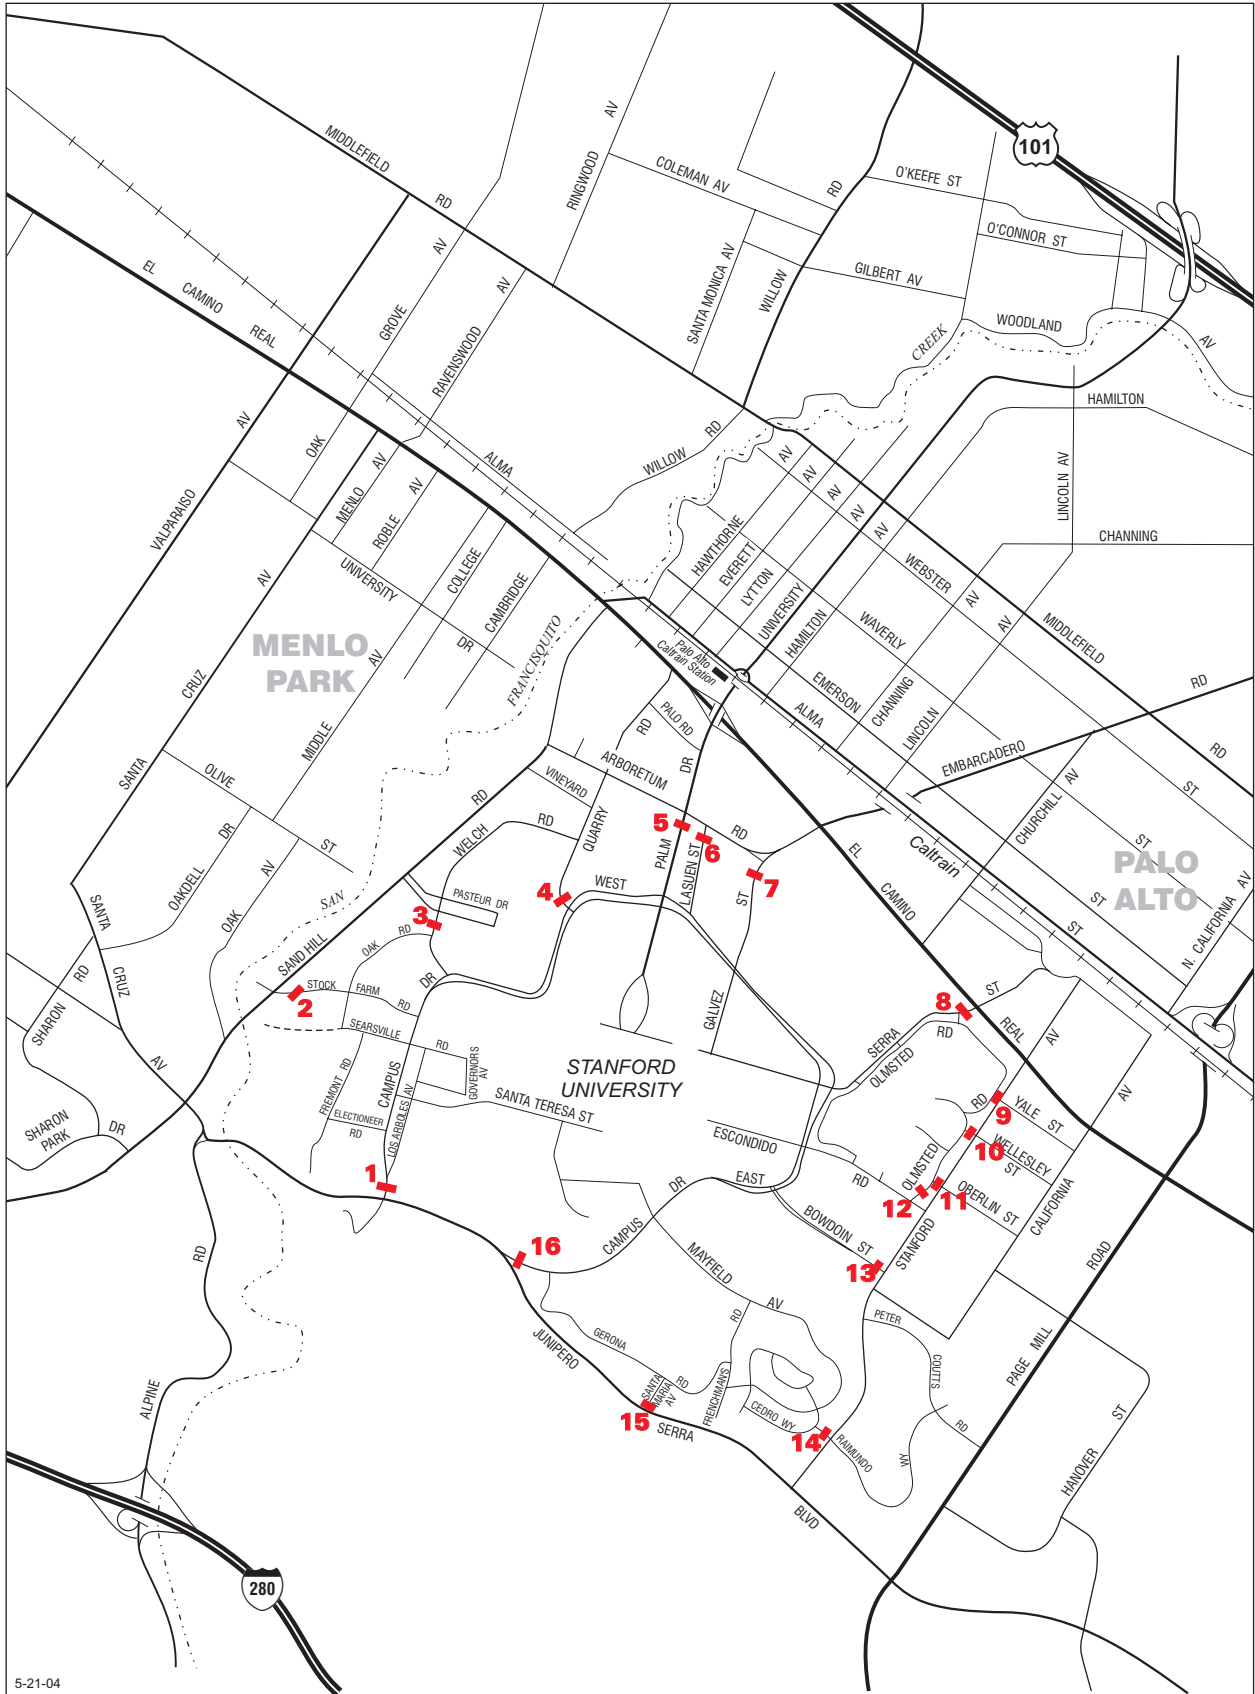 101
MIDDLEFIELD
RD
RINGWOOD
AV
COLEMAN AV
O'KEEFE ST
O'CONNOR ST
SANTA MONICA AV
WILLOW
RD
GILBERT AV
WOODLAND
AV
CREEK
EL
CAMINO
REAL
GROVE
AV
RAVENSWOOD
AV
OAK
ALMA
WILLOW
RD
HAMILTON
LINCOLN AV
CHANNING
VALPARAISO
AV
MENLO
AV
ROBLE
AV
UNIVERSITY
DR
COLLEGE
CAMBRIDGE
MIDDLE
AV
MENLO
PARK
SANTA
CRUZ
AV
FRANCISQUITO
HAWTHORNE
AV
EVERETT
AV
LYTTON
AV
UNIVERSITY
AV
HAMILTON
AV
WEBSTER
ST
WAVERLY
ST
EMERSON
ST
ALMA
ST
CHANNING
AV
LINCOLN
AV
MIDDLEFIELD
RD
Palo Alto
Caltrain Station
EMBARCADERO
RD
CHURCHILL AV
Caltrain
PALO
ALTO
N. CALIFORNIA AV
OLIVE
ST
OAKDELL
DR
OAK
AV
SAN
SAND HILL
RD
WELCH
RD
VINEYARD
ARBORETUM
RD
QUARRY
RD
PALO RD
PALM
DR
LASUEN ST
5
6
7
GALVEZ
ST
EL
CAMINO
REAL
PASTEUR DR
4
WEST
3
OAK
RD
2
STOCK
FARM
RD
CAMPUS
DR
SEARSVILLE
RD
FREMONT RD
ELECTIONEER
RD
LOS ARBOLES AV
GOVERNORS
AV
SANTA TERESA ST
STANFORD
UNIVERSITY
8
SERRA
ST
OLMSTED
RD
9
YALE ST
10
WELLESLEY
ST
11
OBERLIN ST
12
OLMSTED
RD
CALIFORNIA
AV
STANFORD
AV
ESCONDIDO
RD
EAST
CAMPUS
DR
BOWDOIN ST
13
SANTA
CRUZ
AV
SHARON
RD
SHARON
PARK
DR
1
16
MAYFIELD
AV
PETER
COUTTS
RD
PAGE MILL
ROAD
HANOVER
ST
ALPINE
RD
JUNIPERO
SERRA
BLVD
GERONA
RD
SANTA
MARIA
AV
15
FRENCHMAN'S
RD
CEDRO WY
14
RAIMUNDO
WY
280
5-21-04